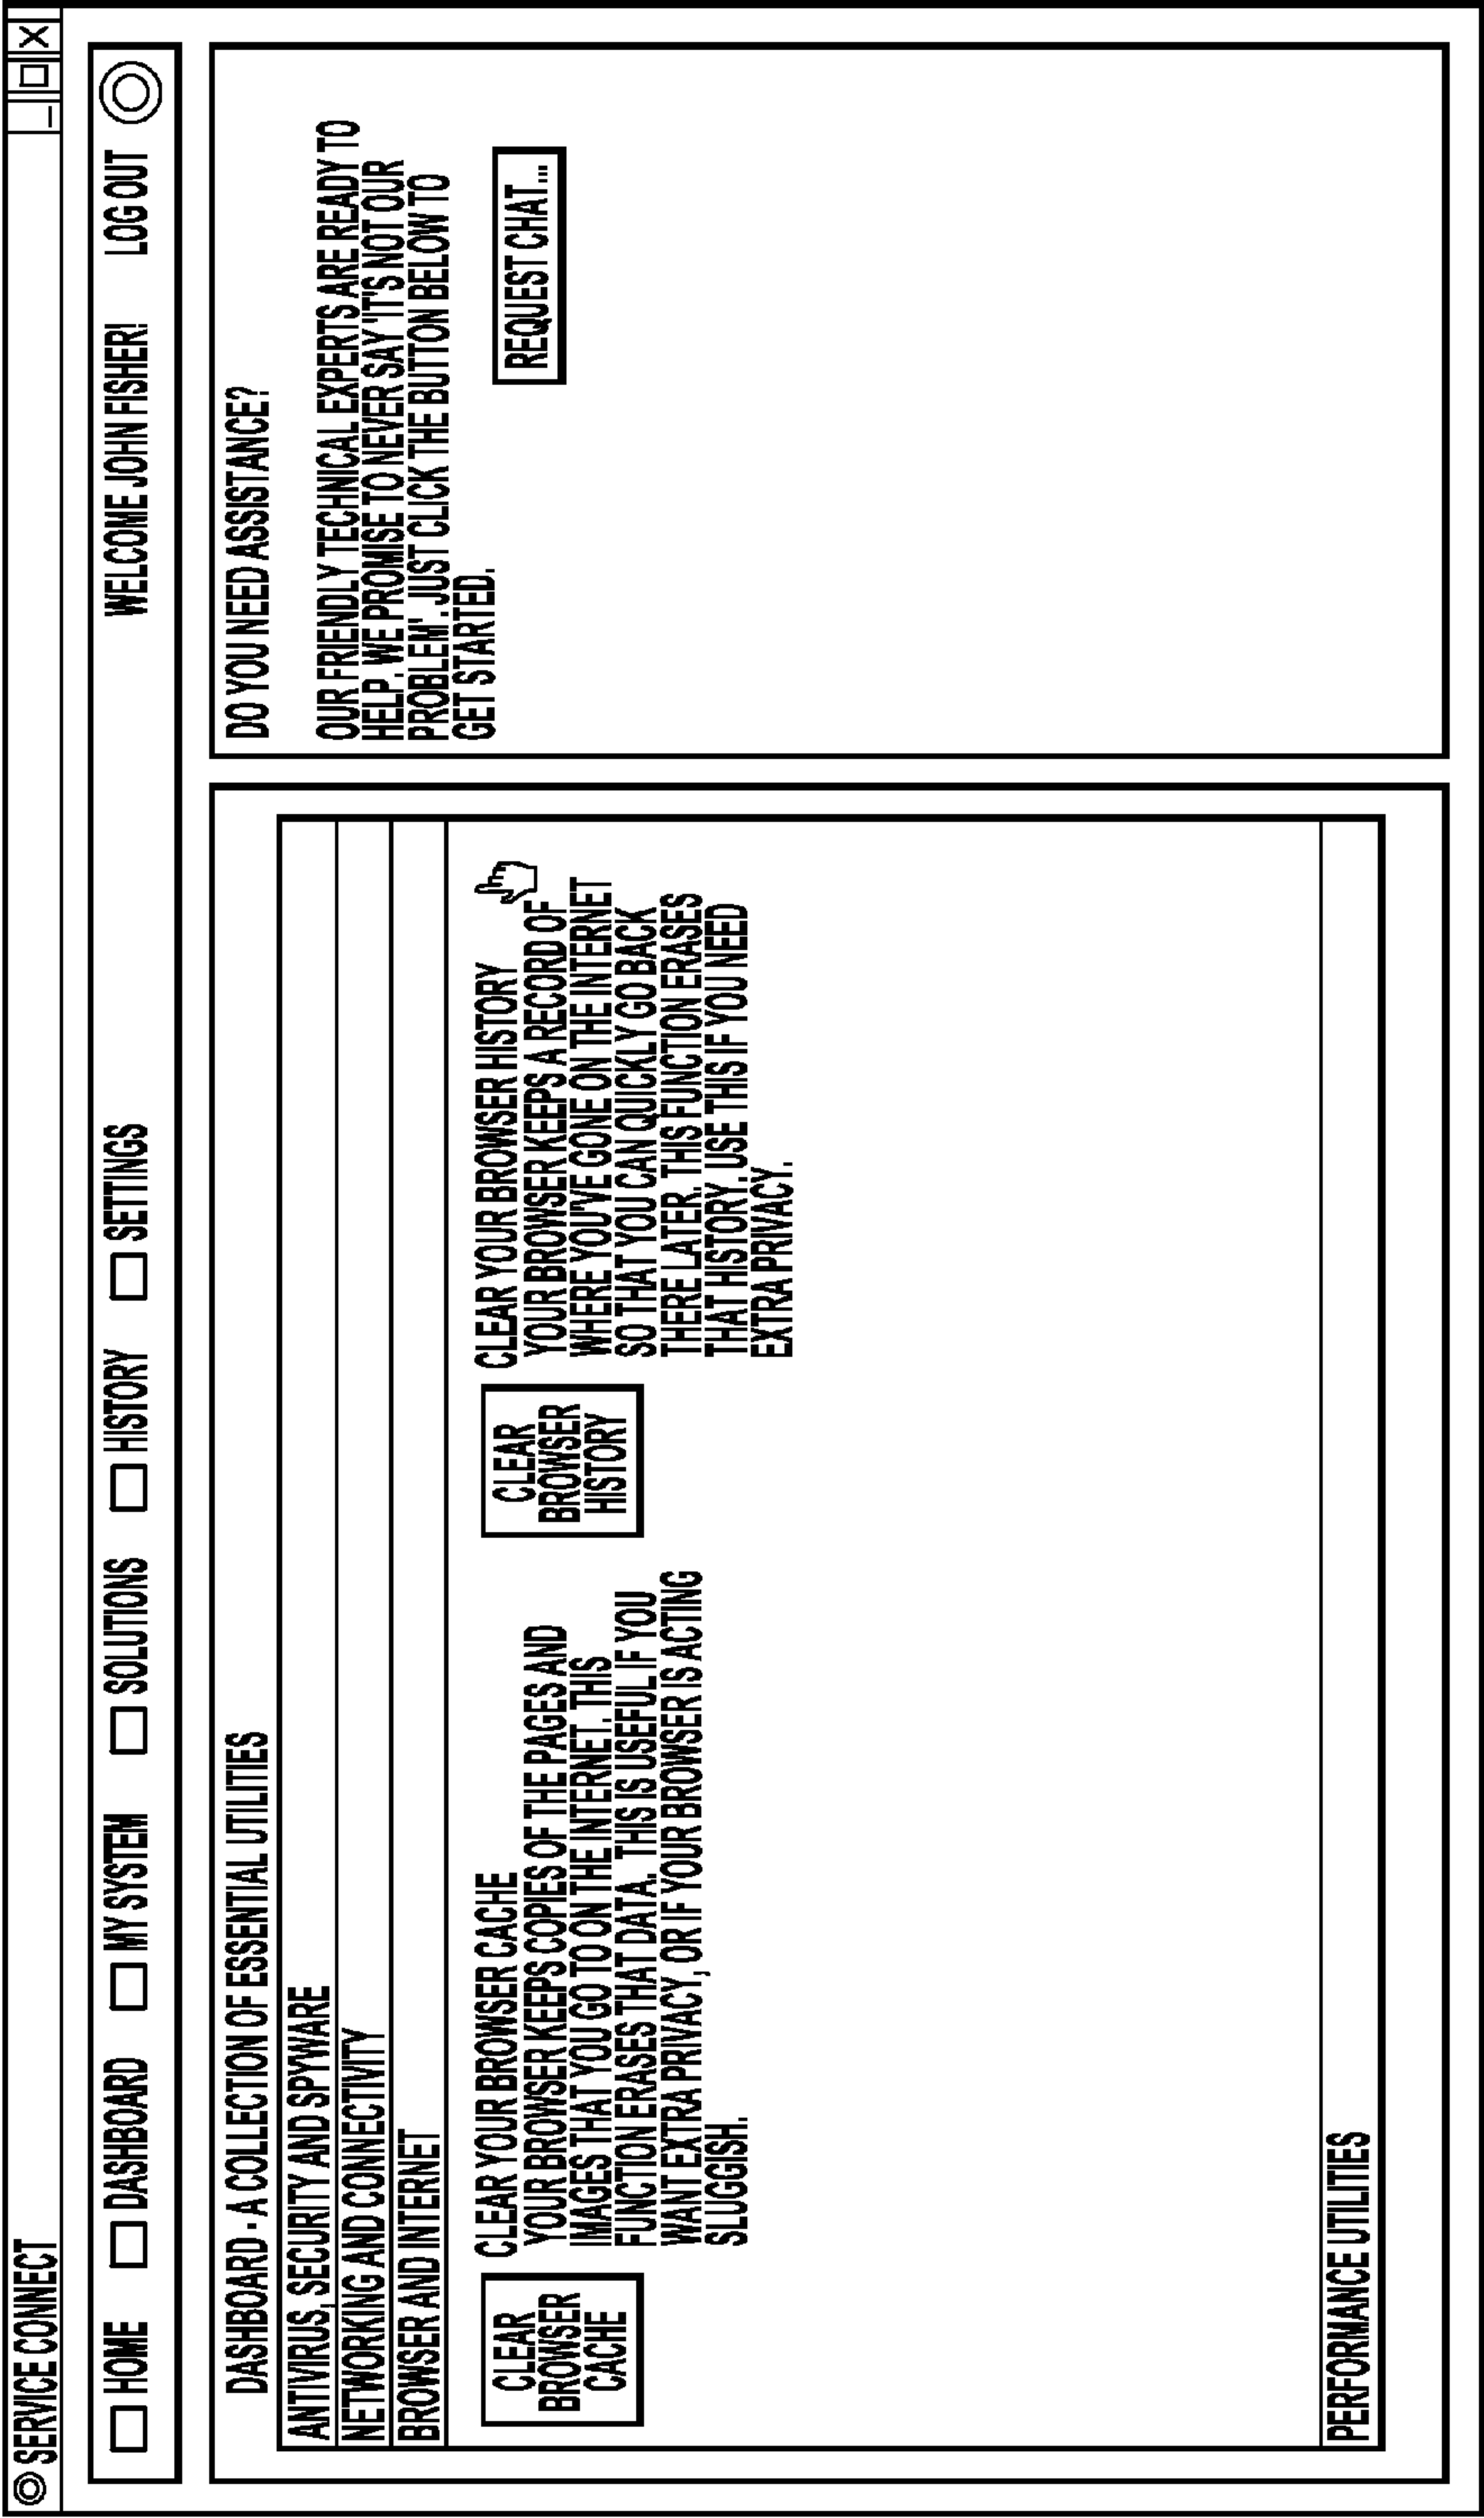 SERVICE CONNECT
_ X
HOME DASHBOARD MY SYSTEM SOLUTIONS HISTORY SETTINGS WELCOME JOHN FISHER! LOG OUT
DASHBOARD - A COLLECTION OF ESSENTIAL UTILITIES
ANTIVIRUS, SECURITY AND SPYWARE
NETWORKING AND CONNECTIVITY
BROWSER AND INTERNET
CLEAR
BROWSER
CACHE
CLEAR YOUR BROWSER CACHE
YOUR BROWSER KEEPS COPIES OF THE PAGES AND
IMAGES THAT YOU GO TO ON THE INTERNET. THIS
FUNCTION ERASES THAT DATA. THIS IS USEFUL IF YOU
WANT EXTRA PRIVACY, OR IF YOUR BROWSER IS ACTING
SLUGGISH.
CLEAR
BROWSER
HISTORY
CLEAR YOUR BROWSER HISTORY
YOUR BROWSER KEEPS A RECORD OF
WHERE YOU'VE GONE ON THE INTERNET
SO THAT YOU CAN QUICKLY GO BACK
THERE LATER. THIS FUNCTION ERASES
THAT HISTORY. USE THIS IF YOU NEED
EXTRA PRIVACY.
PERFORMANCE UTILITIES
DO YOU NEED ASSISTANCE?
OUR FRIENDLY TECHNICAL EXPERTS ARE READY TO
HELP. WE PROMISE TO NEVER SAY 'IT'S NOT OUR
PROBLEM'. JUST CLICK THE BUTTON BELOW TO
GET STARTED.
REQUEST CHAT...